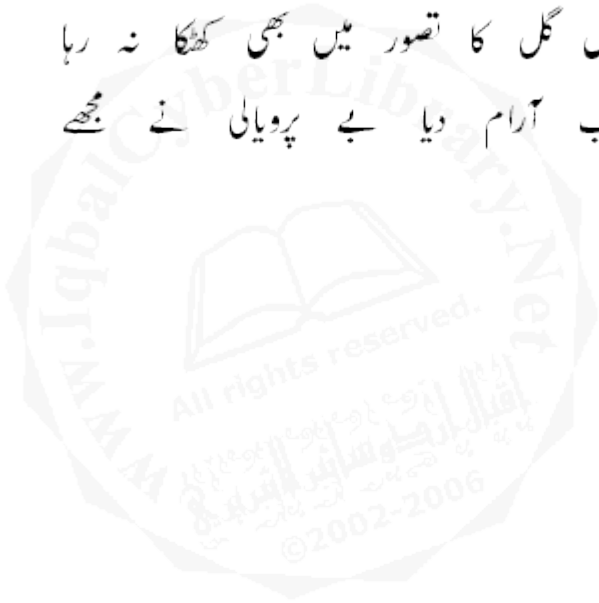 گل کا تصور میں بھی کھٹکا نہ رہا
آرام دیا بے پروبالی نے مجھے
www.IqbalCyberLibrary.Net
All rights reserved.
©2002-2006